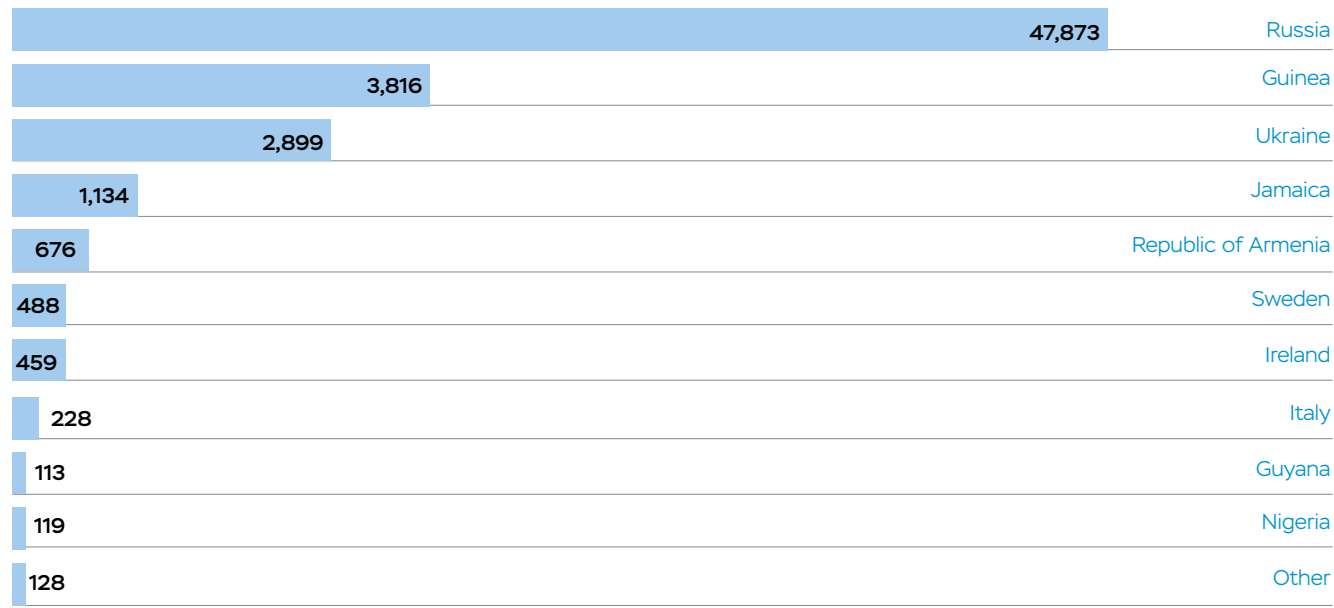 47,873 Russia
3,816 Guinea
2,899 Ukraine
1,134 Jamaica
676 Republic of Armenia
488 Sweden
459 Ireland
228 Italy
113 Guyana
119 Nigeria
128 Other